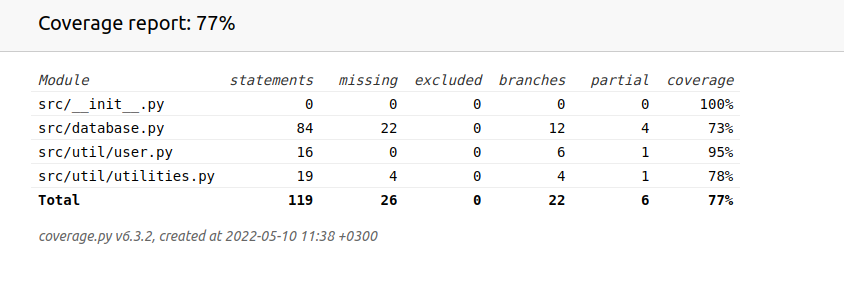 Coverage report: 77%
Module statements missing excluded branches partial coverage
src/__init__.py 0 0 0 0 0 100%
src/database.py 84 22 0 12 4 73%
src/util/user.py 16 0 0 6 1 95%
src/util/utilities.py 19 4 0 4 1 78%
Total 119 26 0 22 6 77%
coverage.py v6.3.2, created at 2022-05-10 11:38 +0300